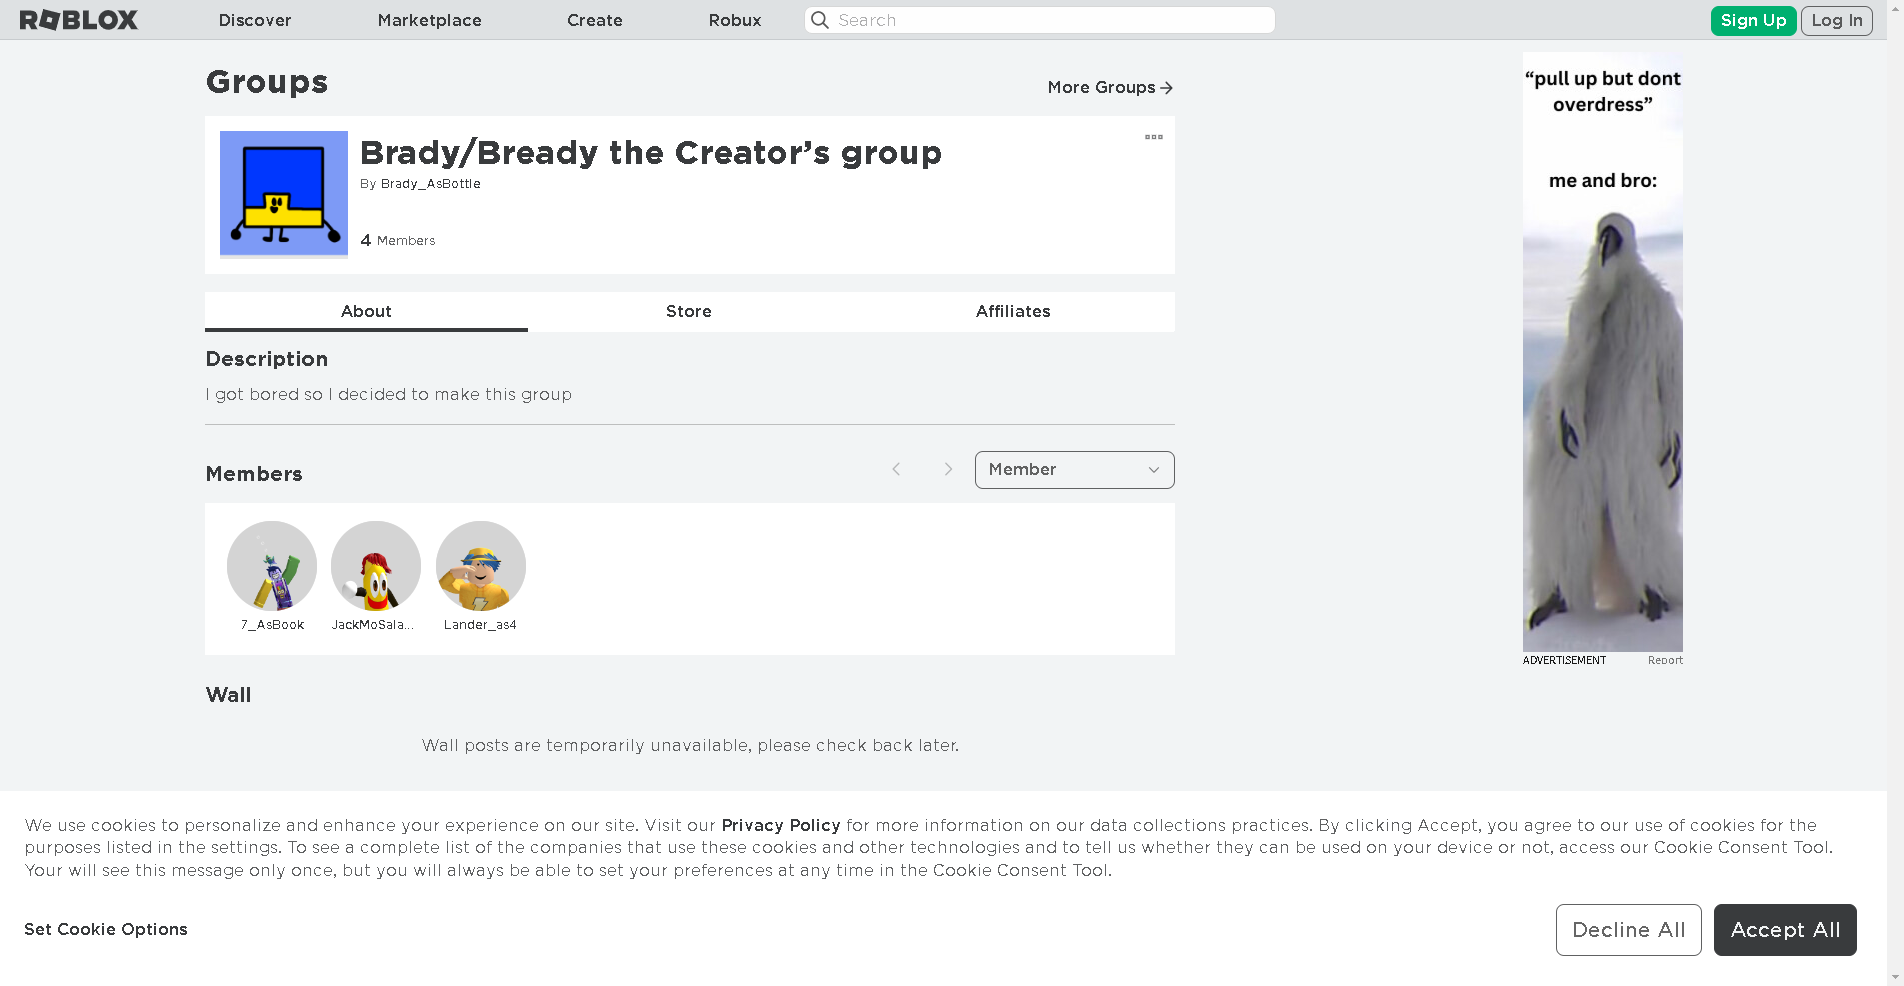 ROBLOX
Discover
Marketplace
Create
Robux
Search
Sign Up
Log In
Groups
More Groups
Brady/Bready the Creator's group
By Brady_AsBottle
4 Members
About
Store
Affiliates
Description
I got bored so I decided to make this group
Members
Member
7_AsBook
JackMoSala...
Lander_as4
Wall
Wall posts are temporarily unavailable, please check back later.
“pull up but dont
overdress”
me and bro:
ADVERTISEMENT
Report
We use cookies to personalize and enhance your experience on our site. Visit our Privacy Policy for more information on our data collections practices. By clicking Accept, you agree to our use of cookies for the
purposes listed in the settings. To see a complete list of the companies that use these cookies and other technologies and to tell us whether they can be used on your device or not, access our Cookie Consent Tool.
Your will see this message only once, but you will always be able to set your preferences at any time in the Cookie Consent Tool.
Set Cookie Options
Decline All
Accept All